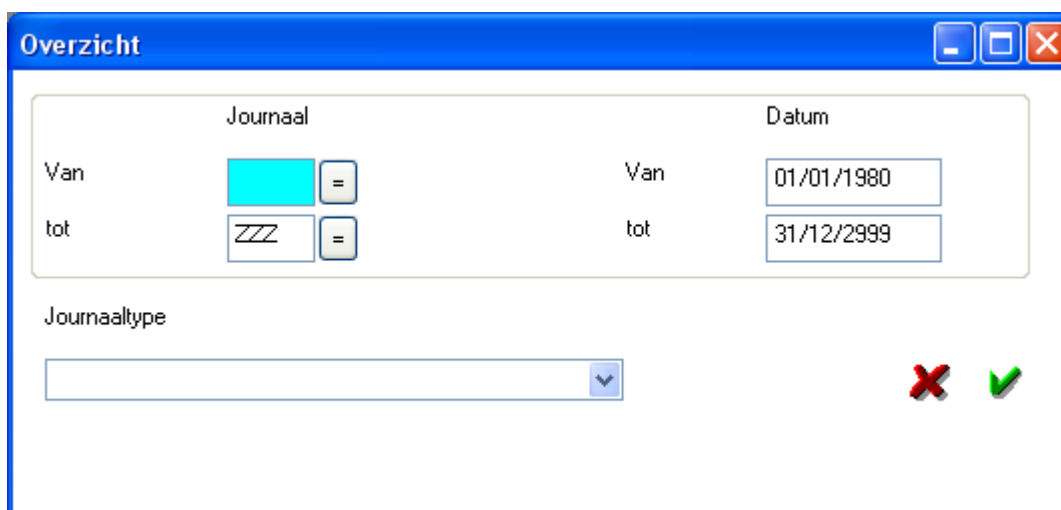 Overzicht
Journaal Datum
Van = Van 01/01/1980
tot ZZZ = tot 31/12/2999
Journaaltype